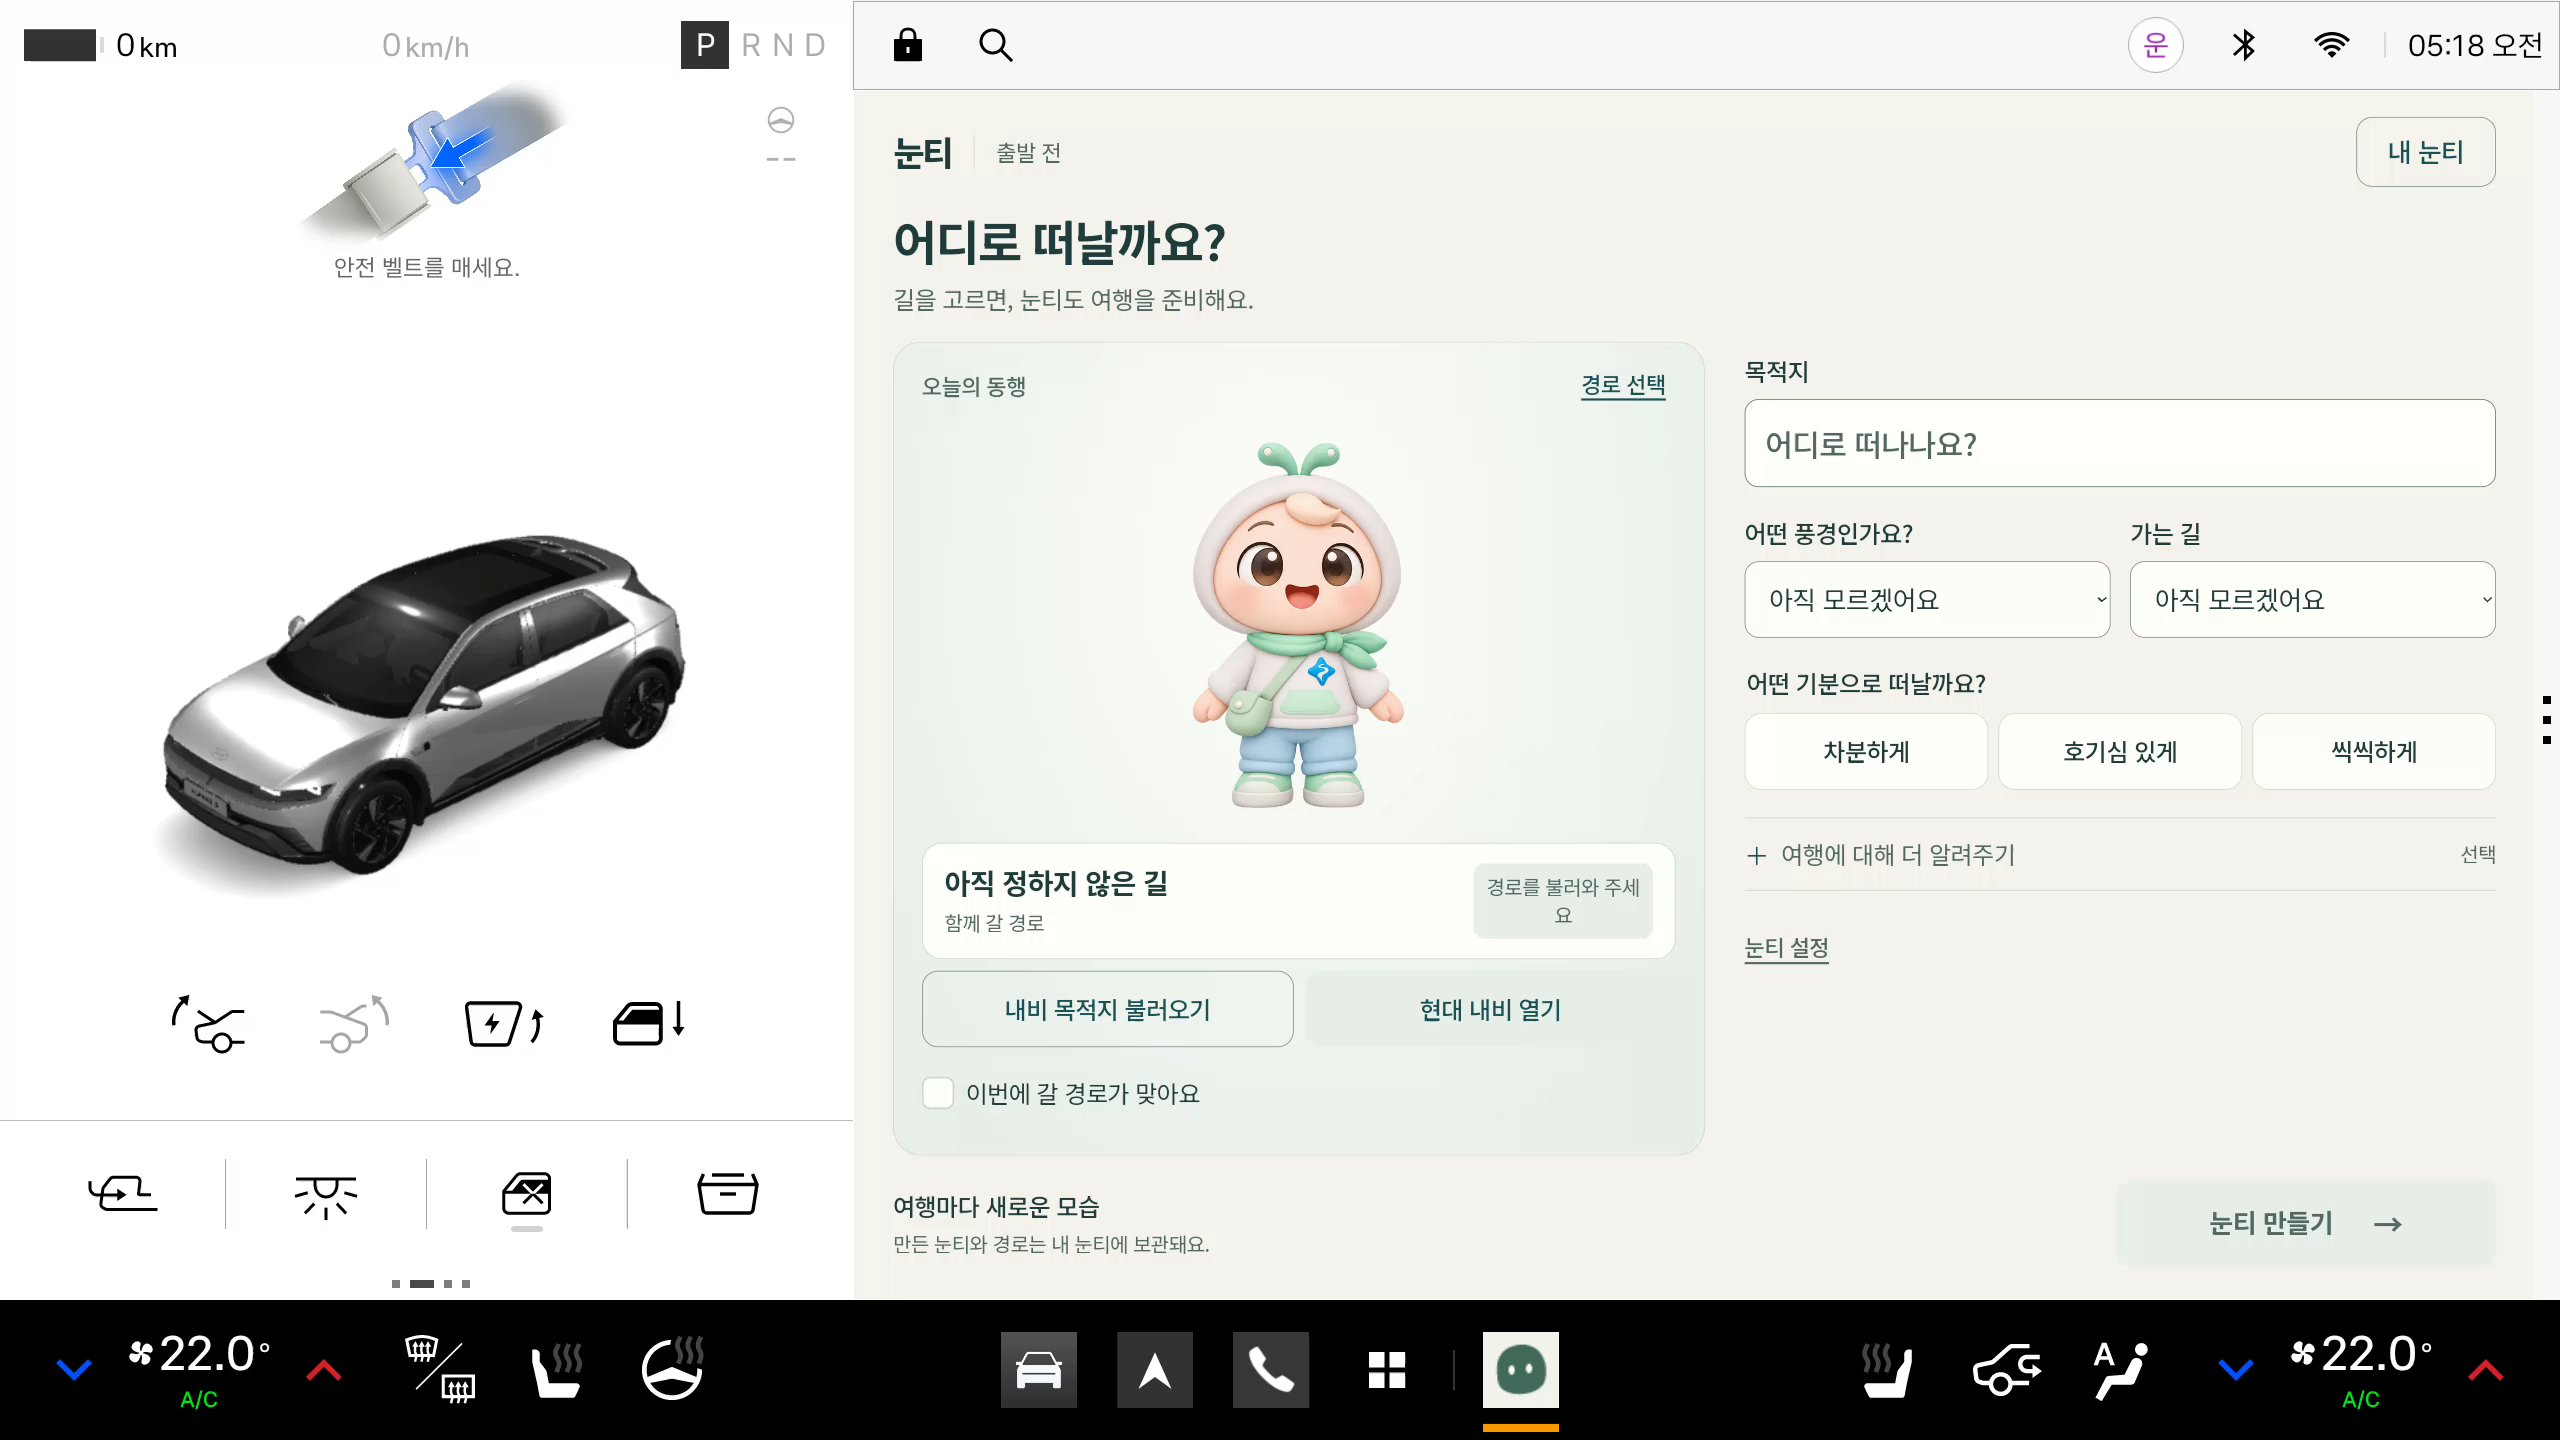 0 km
0 km/h
P R N D
운
05:18 오전
안전 벨트를 매세요.
눈티
출발 전
내 눈티
어디로 떠날까요?
길을 고르면, 눈티도 여행을 준비해요.
오늘의 동행
경로 선택
아직 정하지 않은 길
함께 갈 경로
경로를 불러와 주세
요
내비 목적지 불러오기
현대 내비 열기
이번에 갈 경로가 맞아요
목적지
어디로 떠나나요?
어떤 풍경인가요?
가는 길
아직 모르겠어요
아직 모르겠어요
어떤 기분으로 떠날까요?
차분하게
호기심 있게
씩씩하게
+ 여행에 대해 더 알려주기
선택
눈티 설정
여행마다 새로운 모습
만든 눈티와 경로는 내 눈티에 보관돼요.
눈티 만들기 →
22.0°
A/C
A
22.0°
A/C